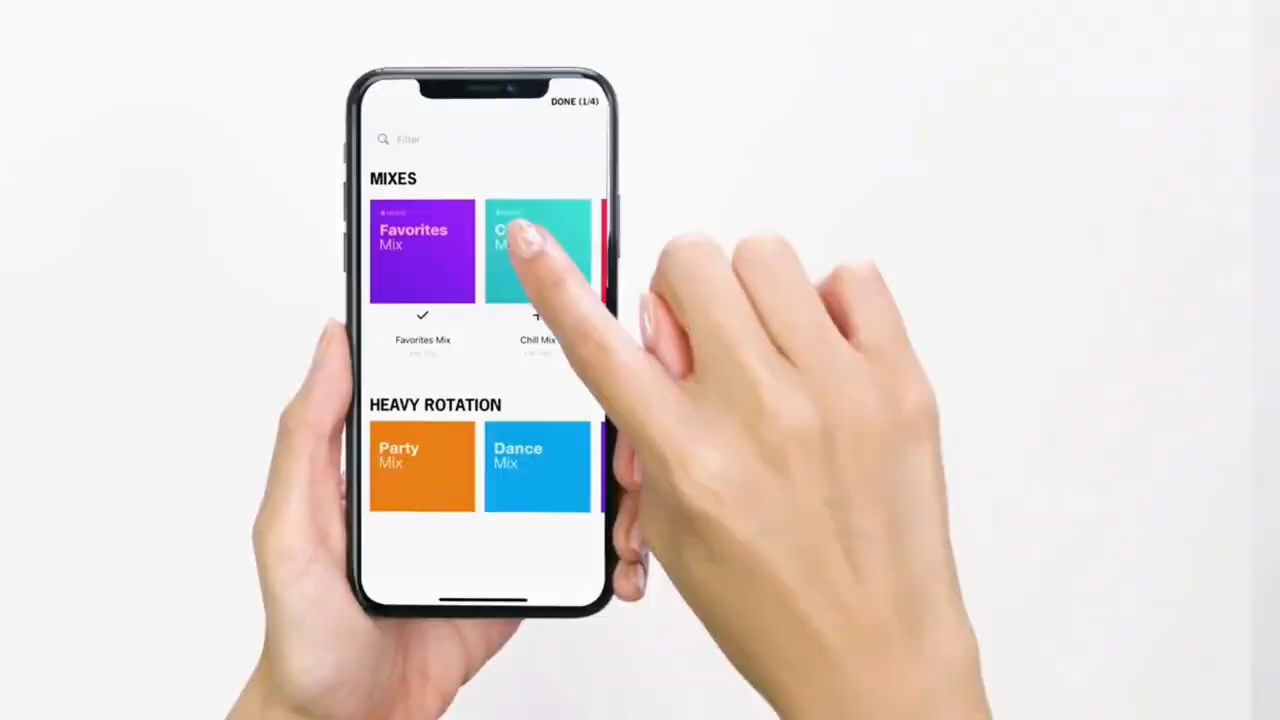 DONE (1/4)
Filter
MIXES
Favorites
Mix
Favorites Mix
Chill Mix
HEAVY ROTATION
Party
Mix
Dance
Mix